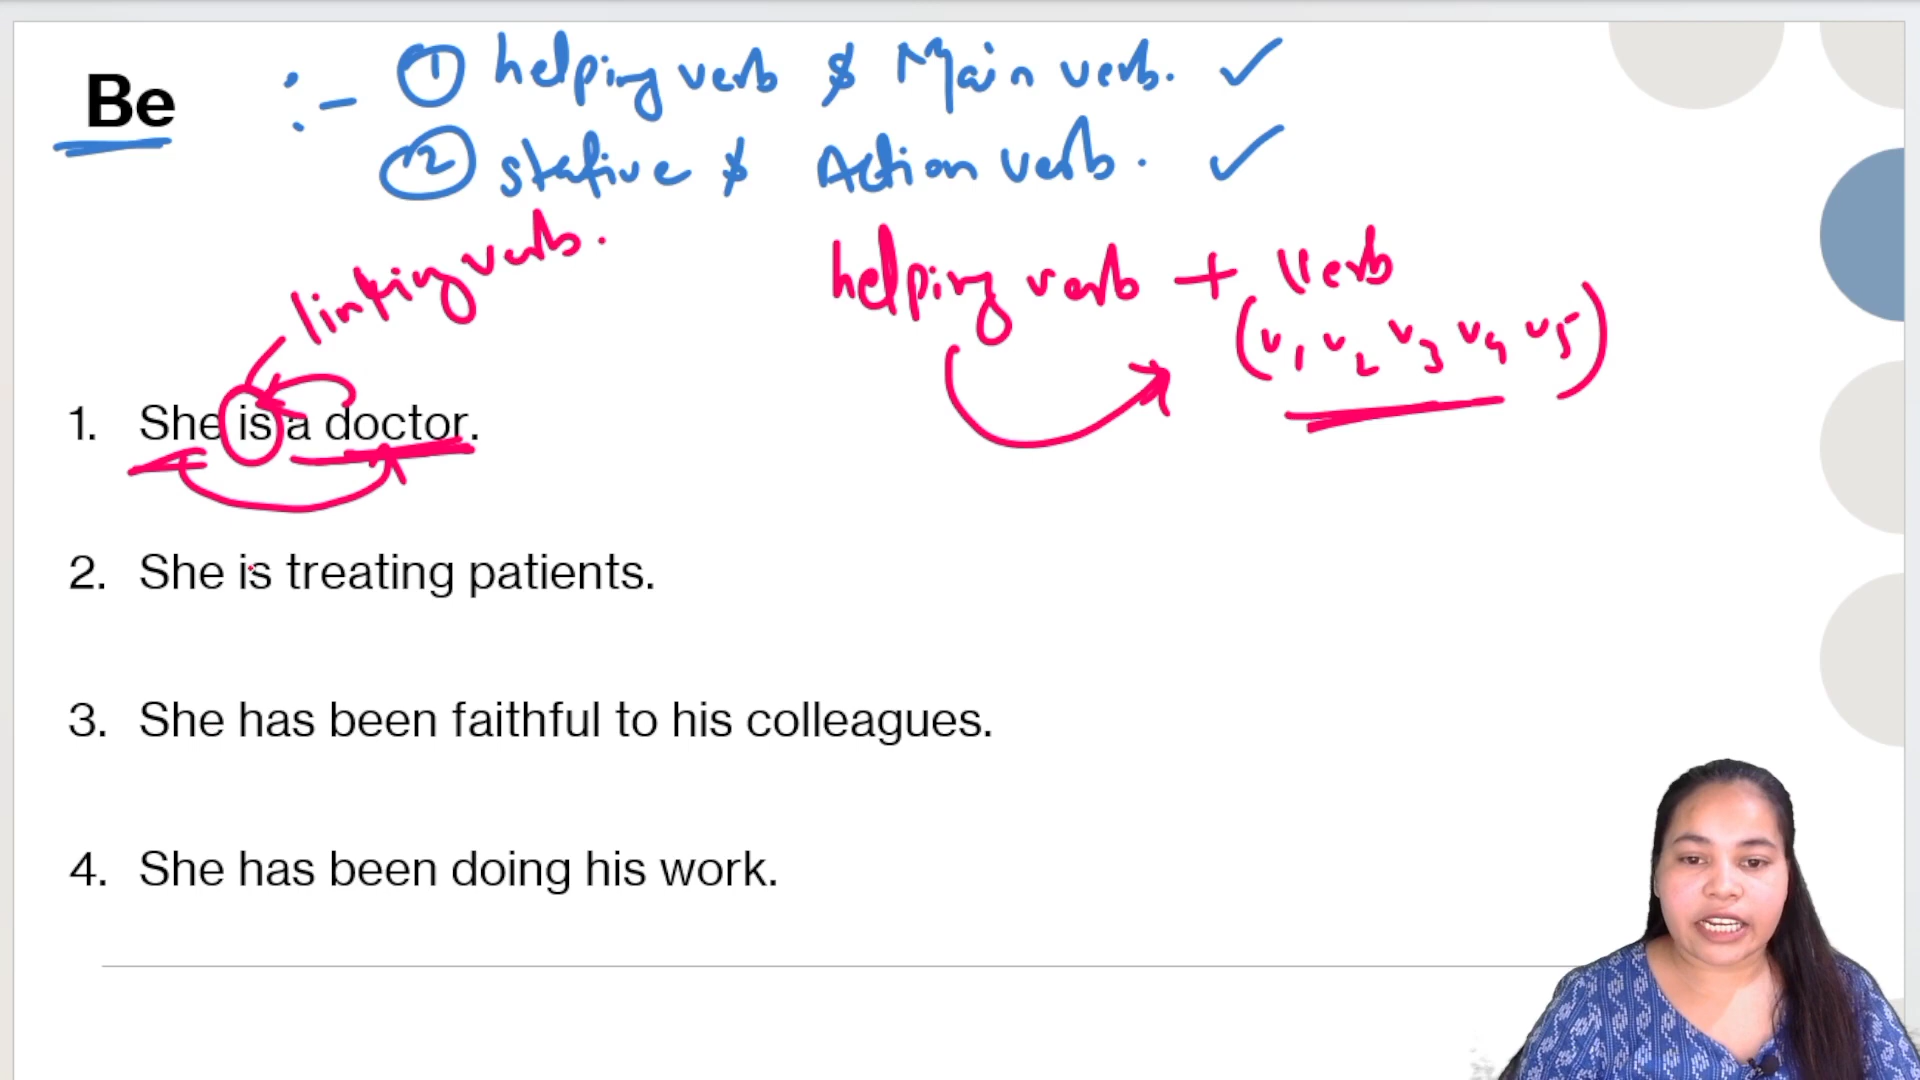 Be :- ① helping verb & Main verb. ✓
② stative & Action verb. ✓
linking verb.
helping verb + Verb
(v1 v2 v3 v4 v5)
1. She is a doctor.
2. She is treating patients.
3. She has been faithful to his colleagues.
4. She has been doing his work.